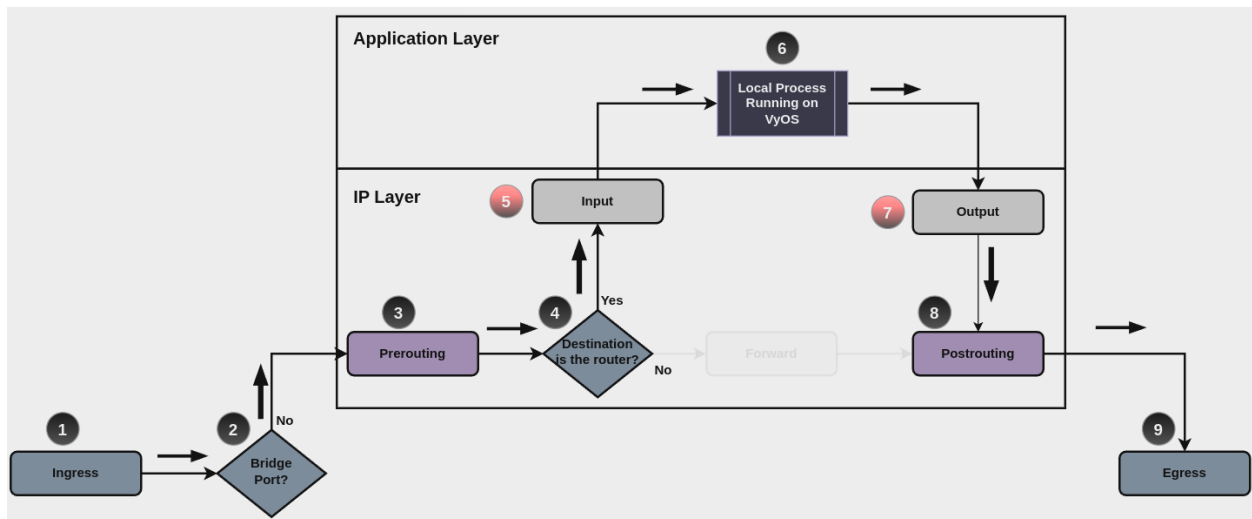 Application Layer
6
Local Process
Running on
VyOS
IP Layer
5
Input
7
Output
3
4
Yes
8
Prerouting
Destination
is the router?
No
Forward
Postrouting
1
2
No
9
Ingress
Bridge
Port?
Egress